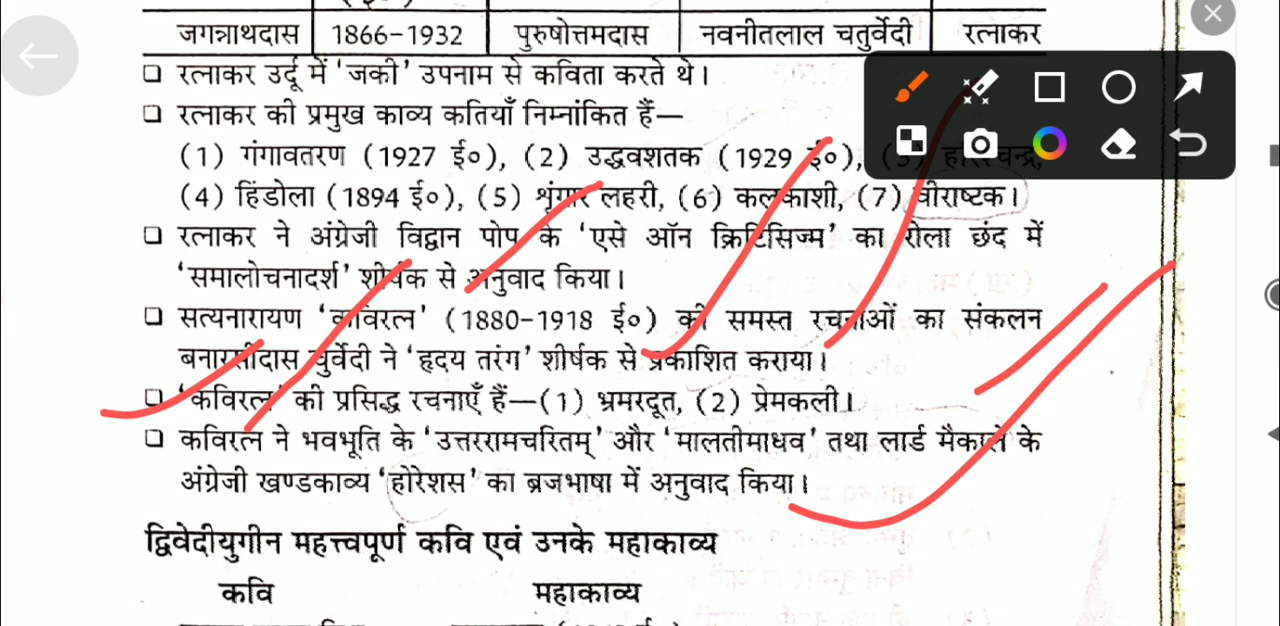 जगन्नाथदास 1866-1932 पुरुषोत्तमदास नवनीतलाल चतुर्वेदी रत्नाकर
❑ रत्नाकर उर्दू में ‘जकी’ उपनाम से कविता करते थे।
❑ रत्नाकर की प्रमुख काव्य कतियाँ निम्नांकित हैं—
(1) गंगावतरण (1927 ई०), (2) उद्धवशतक (1929 ई०),
(4) हिंडोला (1894 ई०), (5) शृंगार लहरी, (6) कलकाशी, (7) वीराष्टक।
❑ रत्नाकर ने अंग्रेजी विद्वान पोप के ‘एसे ऑन क्रिटिसिज्म’ का रोला छंद में
‘समालोचनादर्श’ शीर्षक से अनुवाद किया।
❑ सत्यनारायण ‘कविरत्न’ (1880-1918 ई०) की समस्त रचनाओं का संकलन
बनारसीदास चुर्वेदी ने ‘हृदय तरंग’ शीर्षक से प्रकाशित कराया।
❑ ‘कविरत्न’ की प्रसिद्ध रचनाएँ हैं—(1) भ्रमरदूत, (2) प्रेमकली।
❑ कविरत्न ने भवभूति के ‘उत्तररामचरितम्’ और ‘मालतीमाधव’ तथा लार्ड मैकाले के
अंग्रेजी खण्डकाव्य ‘होरेशस’ का ब्रजभाषा में अनुवाद किया।
द्विवेदीयुगीन महत्त्वपूर्ण कवि एवं उनके महाकाव्य
कवि महाकाव्य